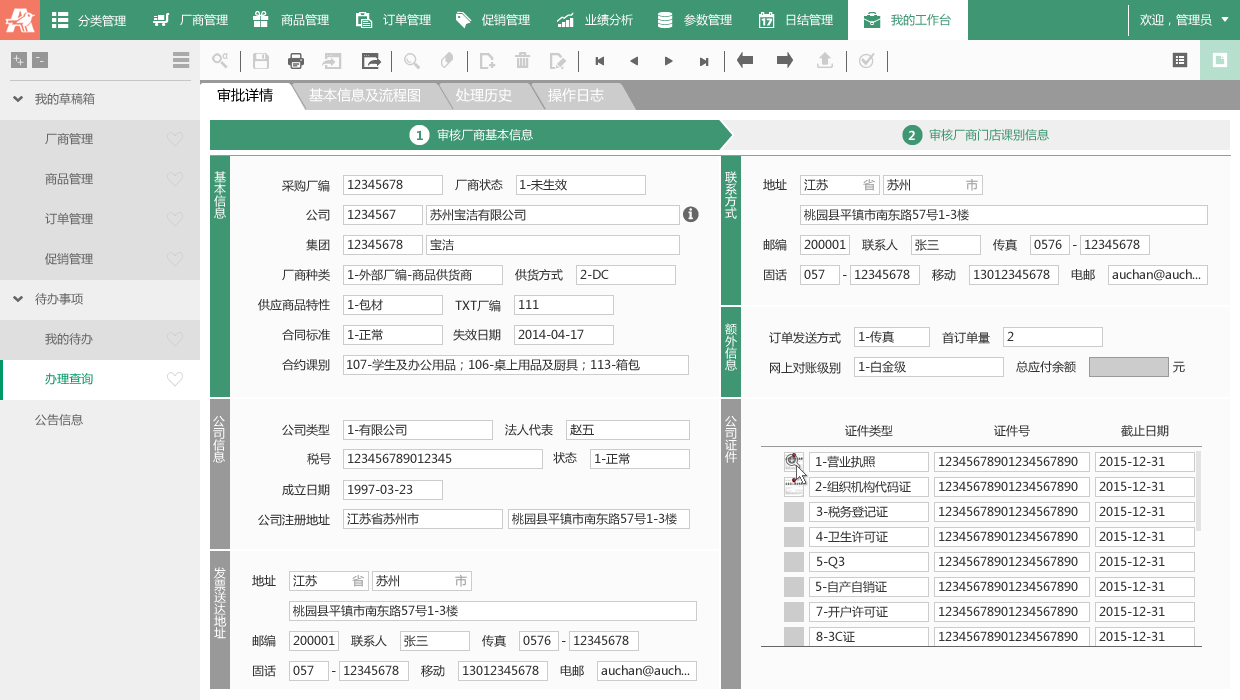 分类管理 厂商管理 商品管理 订单管理 促销管理 业绩分析 参数管理 日结管理 我的工作台 欢迎，管理员
我的草稿箱
厂商管理
商品管理
订单管理
促销管理
待办事项
我的待办
办理查询
公告信息
审批详情 基本信息及流程图 处理历史 操作日志
1 审核厂商基本信息 2 审核厂商门店课别信息
基本信息
采购厂编 12345678 厂商状态 1-未生效
公司 1234567 苏州宝洁有限公司
集团 12345678 宝洁
厂商种类 1-外部厂编-商品供货商 供货方式 2-DC
供应商品特性 1-包材 TXT厂编 111
合同标准 1-正常 失效日期 2014-04-17
合约课别 107-学生及办公用品；106-桌上用品及厨具；113-箱包
公司信息
公司类型 1-有限公司 法人代表 赵五
税号 123456789012345 状态 1-正常
成立日期 1997-03-23
公司注册地址 江苏省苏州市 桃园县平镇市南东路57号1-3楼
发票送达地址
地址 江苏 省 苏州 市
桃园县平镇市南东路57号1-3楼
邮编 200001 联系人 张三 传真 0576 - 12345678
固话 057 - 12345678 移动 13012345678 电邮 auchan@auch...
联系方式
地址 江苏 省 苏州 市
桃园县平镇市南东路57号1-3楼
邮编 200001 联系人 张三 传真 0576 - 12345678
固话 057 - 12345678 移动 13012345678 电邮 auchan@auch...
额外信息
订单发送方式 1-传真 首订单量 2
网上对账级别 1-白金级 总应付余额 元
公司证件
证件类型 证件号 截止日期
1-营业执照 12345678901234567890 2015-12-31
2-组织机构代码证 12345678901234567890 2015-12-31
3-税务登记证 12345678901234567890 2015-12-31
4-卫生许可证 12345678901234567890 2015-12-31
5-Q3 12345678901234567890 2015-12-31
5-自产自销证 12345678901234567890 2015-12-31
7-开户许可证 12345678901234567890 2015-12-31
8-3C证 12345678901234567890 2015-12-31